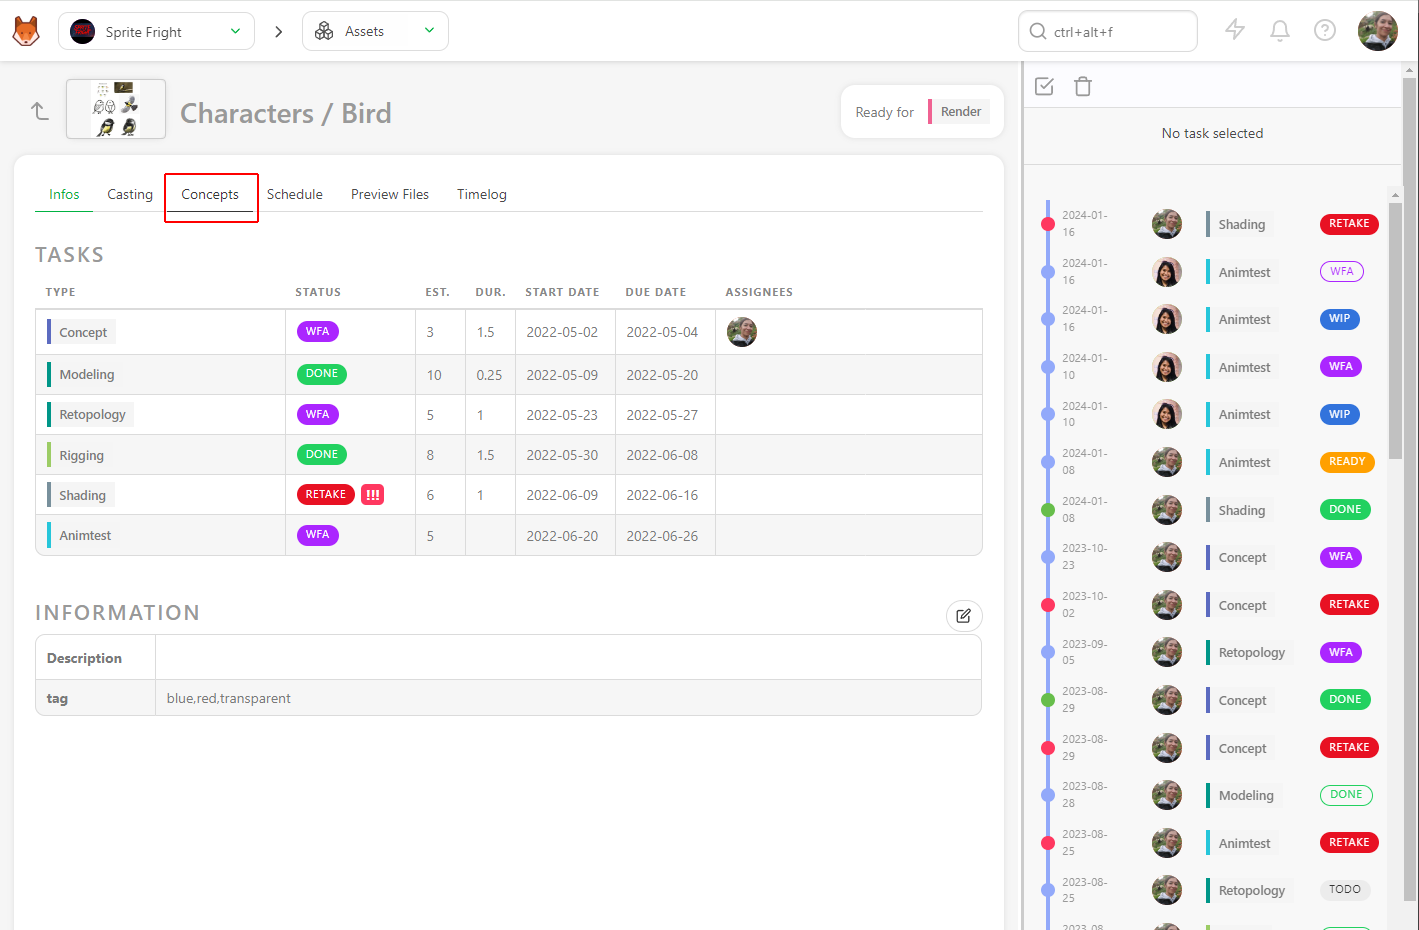 Sprite Fright
Assets
ctrl+alt+f
Characters / Bird
Ready for Render
No task selected
Infos Casting Concepts Schedule Preview Files Timelog
TASKS
TYPE STATUS EST. DUR. START DATE DUE DATE ASSIGNEES
Concept WFA 3 1.5 2022-05-02 2022-05-04
Modeling DONE 10 0.25 2022-05-09 2022-05-20
Retopology WFA 5 1 2022-05-23 2022-05-27
Rigging DONE 8 1.5 2022-05-30 2022-06-08
Shading RETAKE !!! 6 1 2022-06-09 2022-06-16
Animtest WFA 5 2022-06-20 2022-06-26
INFORMATION
Description
tag blue,red,transparent
2024-01-
16 Shading RETAKE
2024-01-
16 Animtest WFA
2024-01-
16 Animtest WIP
2024-01-
10 Animtest WFA
2024-01-
10 Animtest WIP
2024-01-
08 Animtest READY
2024-01-
08 Shading DONE
2023-10-
23 Concept WFA
2023-10-
02 Concept RETAKE
2023-09-
05 Retopology WFA
2023-08-
29 Concept DONE
2023-08-
29 Concept RETAKE
2023-08-
28 Modeling DONE
2023-08-
25 Animtest RETAKE
2023-08-
25 Retopology TODO
2023-08-